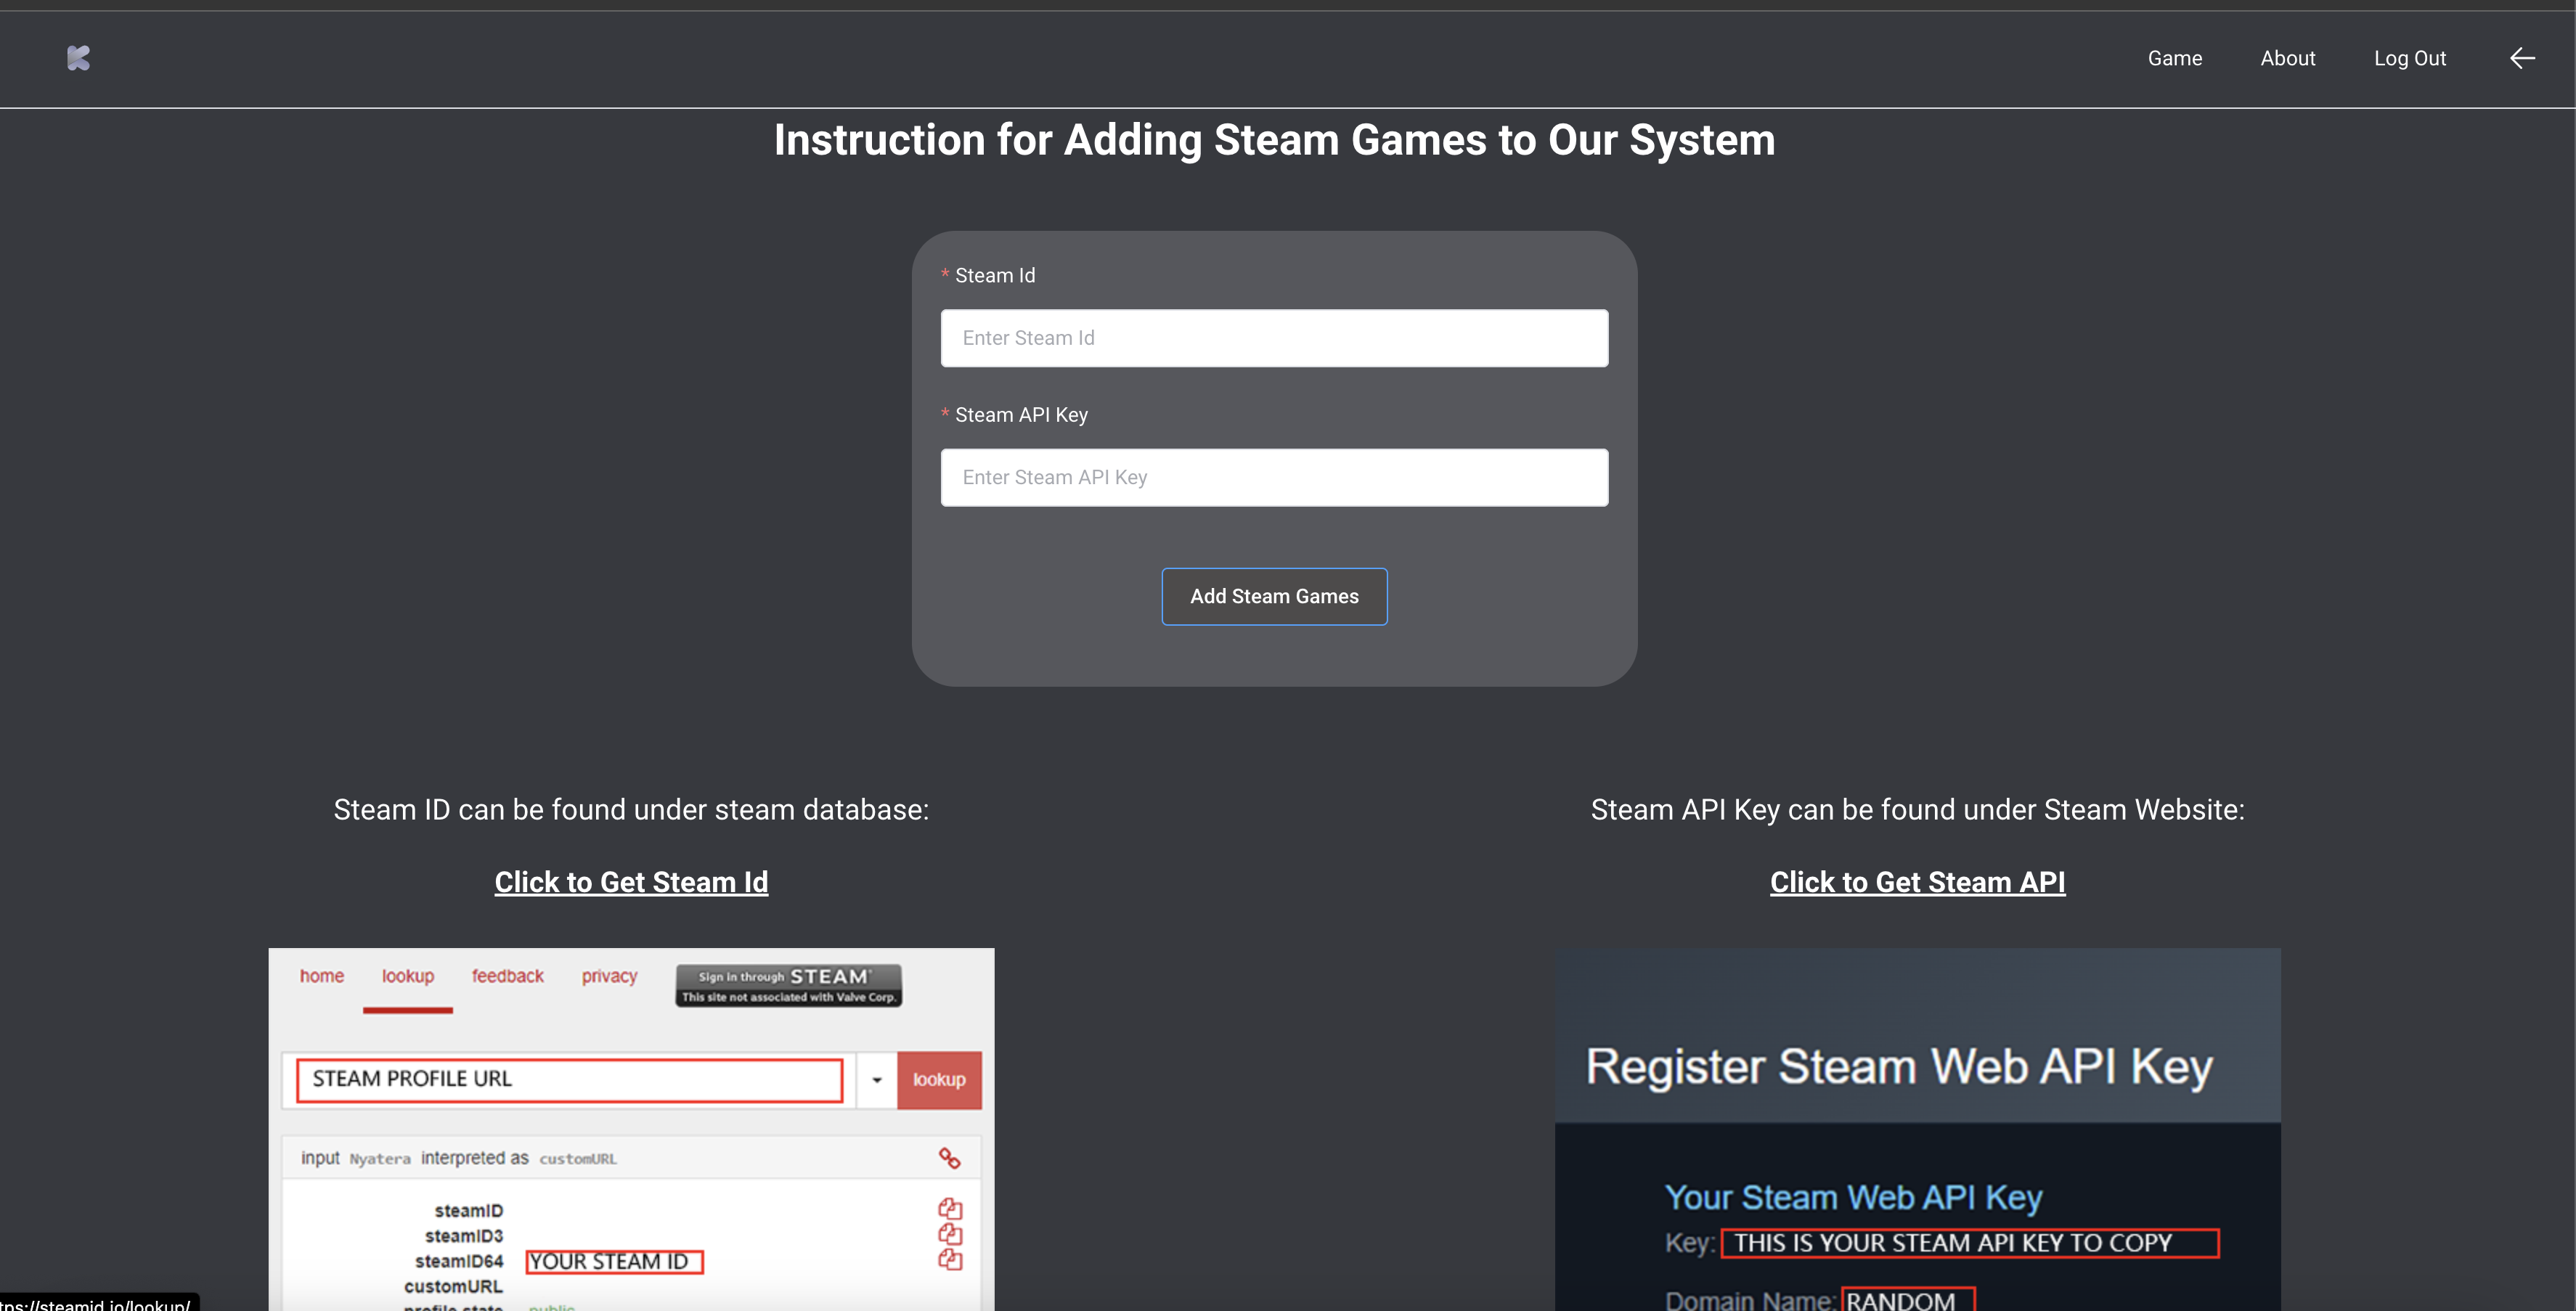 Game About Log Out
Instruction for Adding Steam Games to Our System
* Steam Id
Enter Steam Id
* Steam API Key
Enter Steam API Key
Add Steam Games
Steam ID can be found under steam database:
Click to Get Steam Id
home lookup feedback privacy
Sign in through STEAM
This site not associated with Valve Corp.
STEAM PROFILE URL
lookup
input Nyatera interpreted as customURL
steamID
steamID3
steamID64 YOUR STEAM ID
customURL
profile state public
Steam API Key can be found under Steam Website:
Click to Get Steam API
Register Steam Web API Key
Your Steam Web API Key
Key: THIS IS YOUR STEAM API KEY TO COPY
Domain Name: RANDOM
tps://steamid.io/lookup/